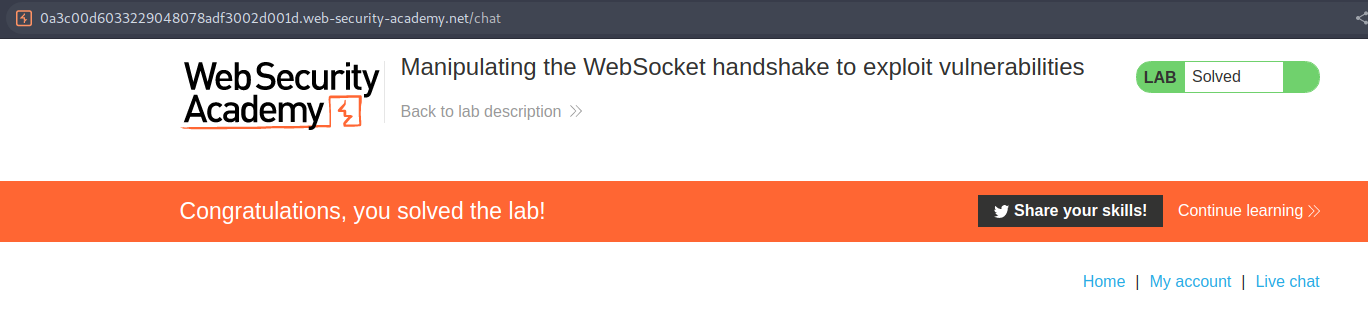 0a3c00d6033229048078adf3002d001d.web-security-academy.net/chat
Web Security
Academy
Manipulating the WebSocket handshake to exploit vulnerabilities
Back to lab description
LAB Solved
Congratulations, you solved the lab!
Share your skills! Continue learning
Home | My account | Live chat